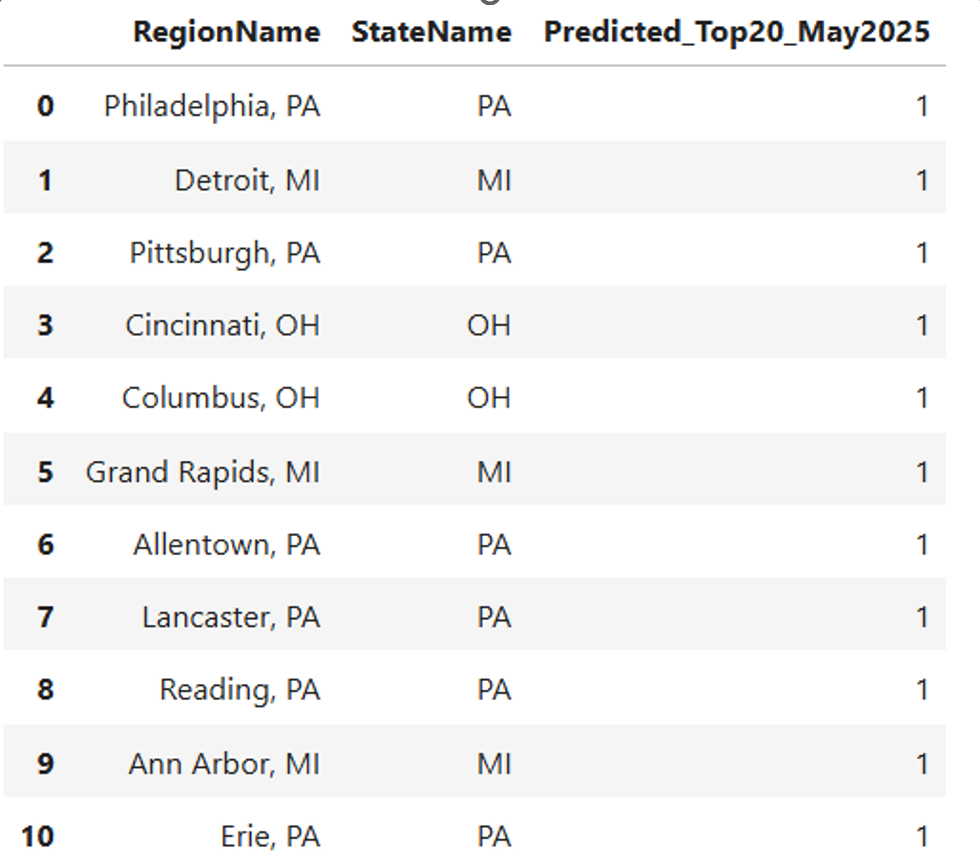 RegionName StateName Predicted_Top20_May2025
0 Philadelphia, PA PA 1
1 Detroit, MI MI 1
2 Pittsburgh, PA PA 1
3 Cincinnati, OH OH 1
4 Columbus, OH OH 1
5 Grand Rapids, MI MI 1
6 Allentown, PA PA 1
7 Lancaster, PA PA 1
8 Reading, PA PA 1
9 Ann Arbor, MI MI 1
10 Erie, PA PA 1